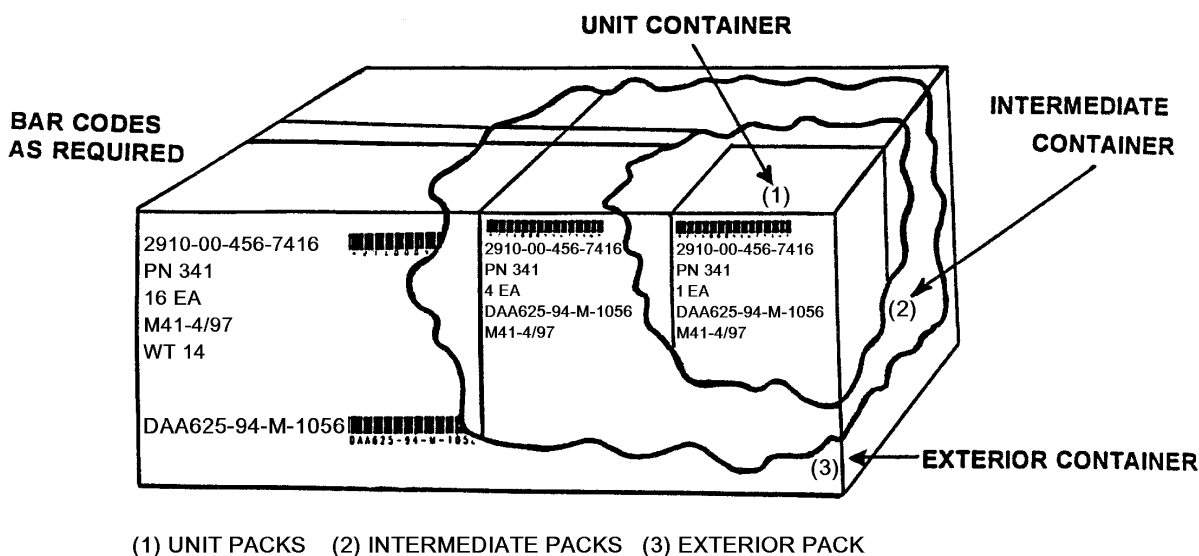 UNIT CONTAINER
INTERMEDIATE
CONTAINER
BAR CODES
AS REQUIRED
(1)
2910-00-456-7416
PN 341
16 EA
M41-4/97
WT 14
DAA625-94-M-1056
2910-00-456-7416
PN 341
4 EA
DAA625-94-M-1056
M41-4/97
2910-00-456-7416
PN 341
1 EA
DAA625-94-M-1056
M41-4/97
(2)
(3)
EXTERIOR CONTAINER
(1) UNIT PACKS (2) INTERMEDIATE PACKS (3) EXTERIOR PACK